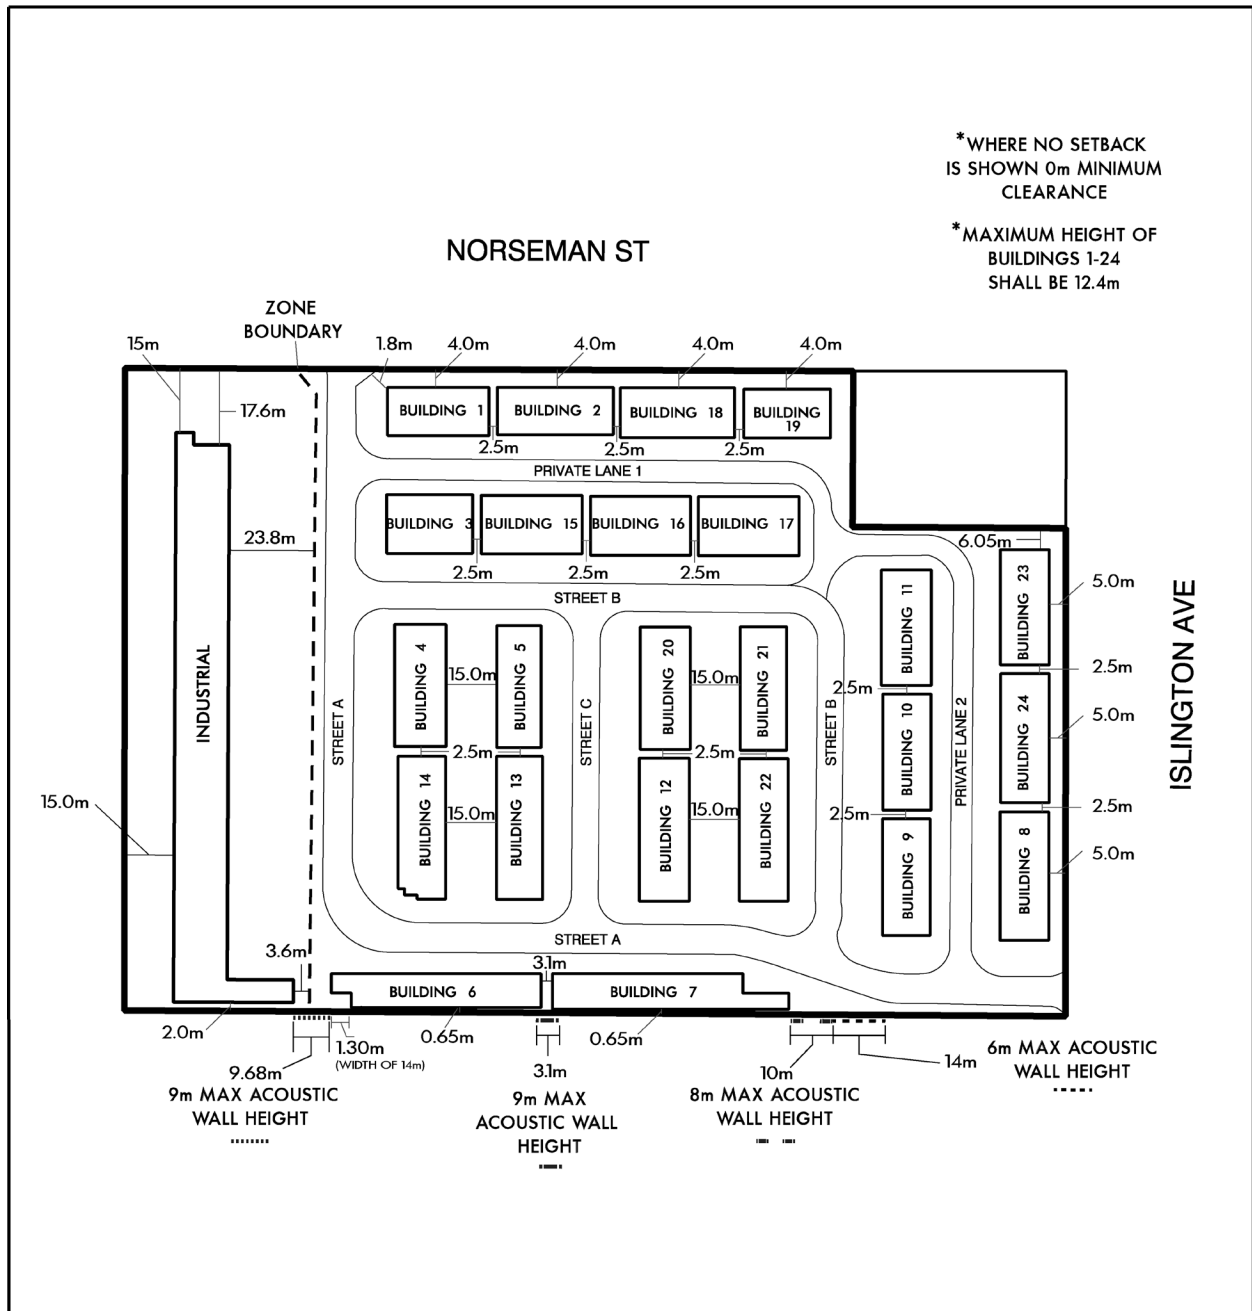 *WHERE NO SETBACK
IS SHOWN 0m MINIMUM
CLEARANCE
*MAXIMUM HEIGHT OF
BUILDINGS 1-24
SHALL BE 12.4m
NORSEMAN ST
ZONE
BOUNDARY
15m
1.8m
4.0m
4.0m
4.0m
4.0m
17.6m
BUILDING 1
BUILDING 2
BUILDING 18
BUILDING
19
2.5m
2.5m
2.5m
PRIVATE LANE 1
23.8m
BUILDING 3
BUILDING 15
BUILDING 16
BUILDING 17
6.05m
2.5m
2.5m
2.5m
STREET B
BUILDING 11
BUILDING 23
5.0m
ISLINGTON AVE
INDUSTRIAL
BUILDING 4
15.0m
BUILDING 5
BUILDING 20
15.0m
BUILDING 21
2.5m
2.5m
STREET A
STREET C
STREET B
BUILDING 10
PRIVATE LANE 2
BUILDING 24
5.0m
2.5m
2.5m
15.0m
BUILDING 14
15.0m
BUILDING 13
BUILDING 12
15.0m
BUILDING 22
2.5m
2.5m
BUILDING 9
BUILDING 8
5.0m
STREET A
3.6m
3.1m
BUILDING 6
BUILDING 7
2.0m
1.30m
(WIDTH OF 14m)
0.65m
0.65m
9.68m
3.1m
10m
14m
6m MAX ACOUSTIC
WALL HEIGHT
9m MAX ACOUSTIC
WALL HEIGHT
9m MAX
ACOUSTIC WALL
HEIGHT
8m MAX ACOUSTIC
WALL HEIGHT